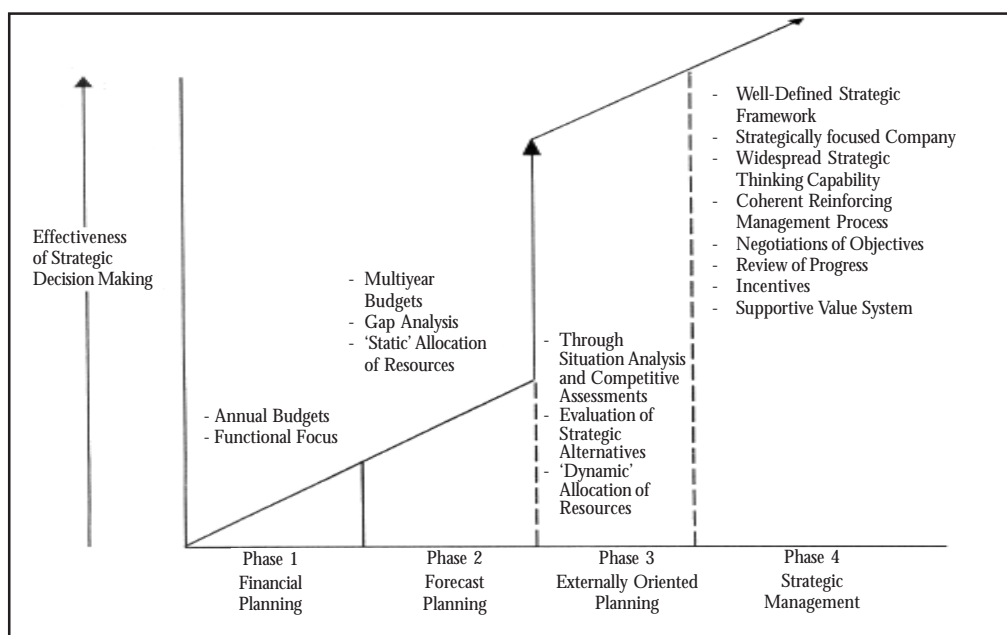 Effectiveness
of Strategic
Decision Making
- Annual Budgets
- Functional Focus
- Multiyear
Budgets
- Gap Analysis
- ‘Static’ Allocation
of Resources
- Through
Situation Analysis
and Competitive
Assessments
- Evaluation of
Strategic
Alternatives
- ‘Dynamic’
Allocation of
Resources
- Well-Defined Strategic
Framework
- Strategically focused Company
- Widespread Strategic
Thinking Capability
- Coherent Reinforcing
Management Process
- Negotiations of Objectives
- Review of Progress
- Incentives
- Supportive Value System
Phase 1
Financial
Planning
Phase 2
Forecast
Planning
Phase 3
Externally Oriented
Planning
Phase 4
Strategic
Management